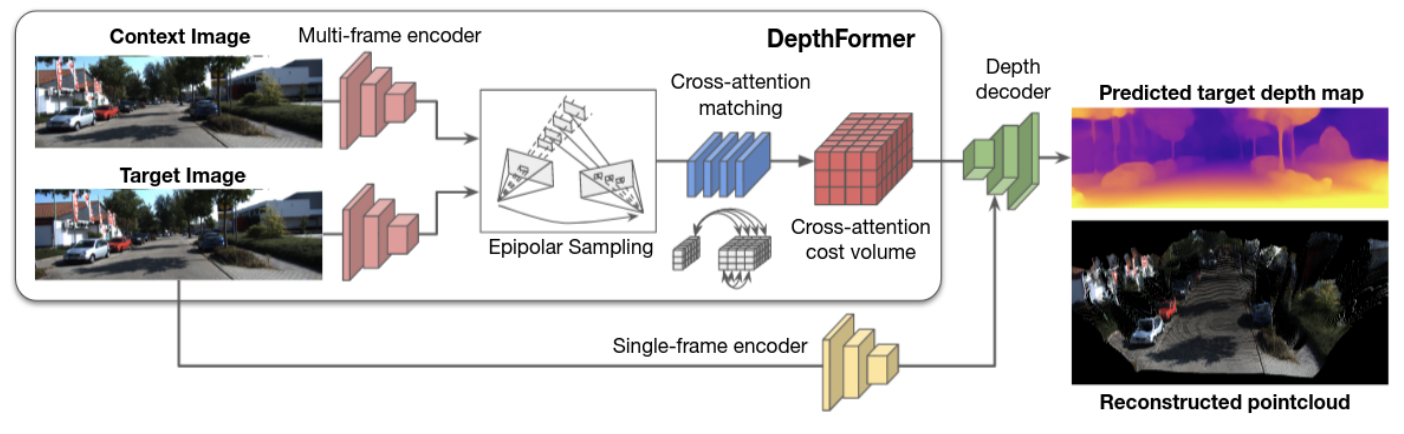 DepthFormer
Context Image
Multi-frame encoder
Target Image
Epipolar Sampling
Cross-attention
matching
Cross-attention
cost volume
Single-frame encoder
Depth
decoder
Predicted target depth map
Reconstructed pointcloud